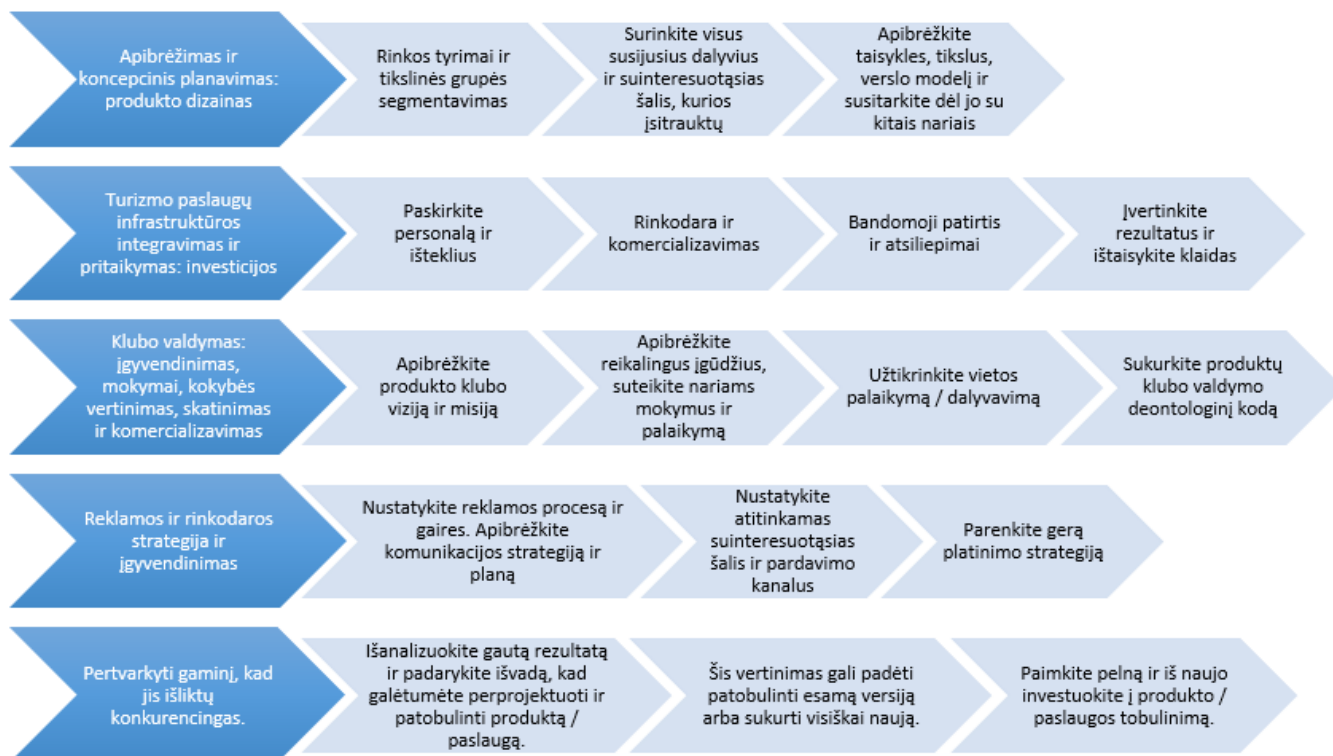 Apibrėžimas ir
koncepcinis planavimas:
produkto dizainas
Rinkos tyrimai ir
tikslinės grupės
segmentavimas
Surinkite visus
susijusius dalyvius
ir suinteresuotąsias
šalis, kurios
įsitrauktų
Apibrėžkite
taisykles, tikslus,
verslo modelį ir
susitarkite dėl jo su
kitais nariais
Turizmo paslaugų
infrastruktūros
integravimas ir
pritaikymas: investicijos
Paskirkite
personalą ir
išteklius
Rinkodara ir
komercializavimas
Bandomoji patirtis
ir atsiliepimai
Įvertinkite
rezultatus ir
ištaisykite klaidas
Klubo valdymas:
įgyvendinimas,
mokymai, kokybės
vertinimas, skatinimas
ir komercializavimas
Apibrėžkite
produkto klubo
viziją ir misiją
Apibrėžkite
reikalingus įgūdžius,
suteikite nariams
mokymus ir
palaikymą
Užtikrinkite vietos
palaikymą / dalyvavimą
Sukurkite produktų
klubo valdymo
deontologinį kodą
Reklamos ir rinkodaros
strategija ir
įgyvendinimas
Nustatykite reklamos procesą ir
gaires. Apibrėžkite
komunikacijos strategiją ir
planą
Nustatykite
atitinkamas
suinteresuotąsias
šalis ir pardavimo
kanalus
Parenkite gerą
platinimo strategiją
Pertvarkyti gaminį, kad
jis išliktų
konkurencingas.
Išanalizuokite gautą rezultatą
ir padarykite išvadą, kad
galėtumėte perprojektuoti ir
patobulinti produktą /
paslaugą.
Šis vertinimas gali padėti
patobulinti esamą versiją
arba sukurti visiškai naują.
Paimkite pelną ir iš naujo
investuokite į produkto /
paslaugos tobulinimą.